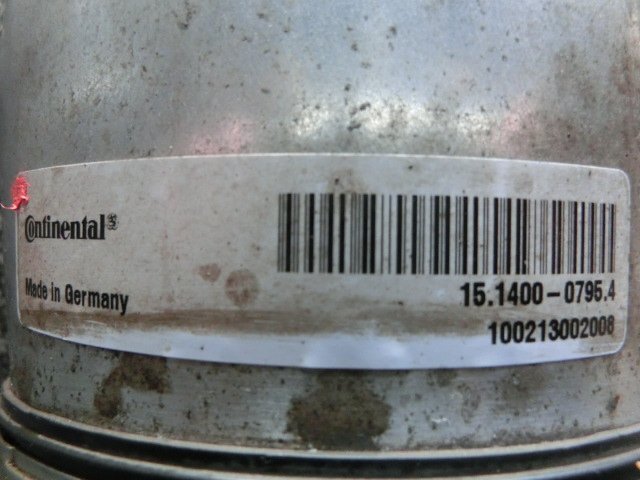 Continental
Made in Germany
15.1400-0795.4
100213002008